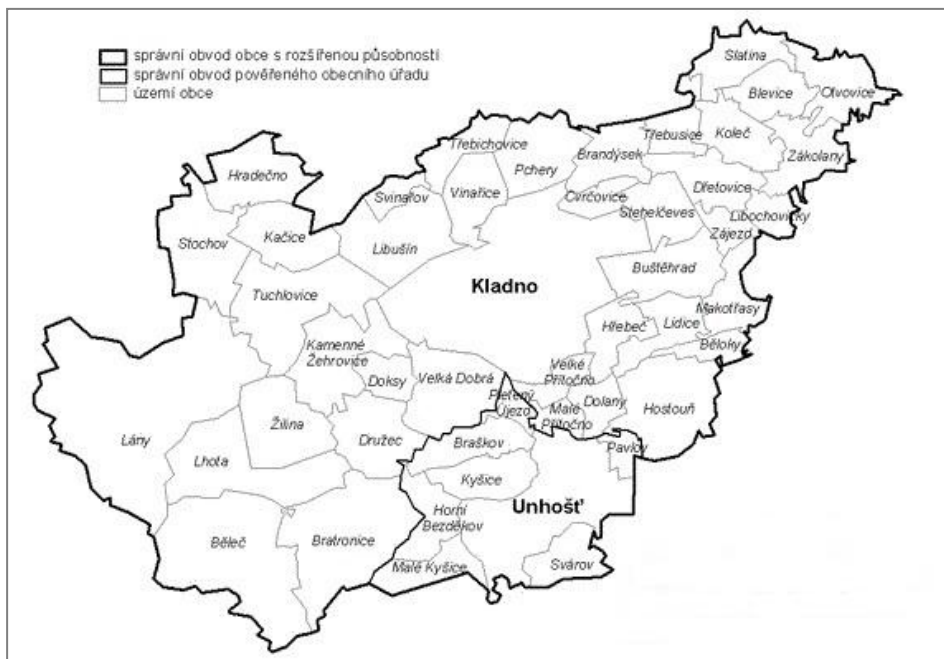 správní obvod obce s rozšířenou působností
správní obvod pověřeného obecního úřadu
území obce
Slatina
Blevice
Otvovice
Třebichovice
Třebusice
Koleč
Brandýsek
Zákolany
Pchery
Hradečno
Vinařice
Svinařov
Cvrčovice
Dřetovice
Stehelčeves
Libochovičky
Zájezd
Stochov
Kačice
Libušín
Buštěhrad
Kladno
Tuchlovice
Makotřasy
Hřebeč
Lidice
Běloky
Kamenné
Žehrovice
Velké
Přítočno
Doksy
Velká Dobrá
Pletený
Újezd
Malé
Přítočno
Dolany
Hostouň
Žilina
Družec
Lány
Braškov
Pavlov
Lhota
Kyšice
Unhošť
Horní
Bezděkov
Běleč
Bratronice
Malé Kyšice
Svárov